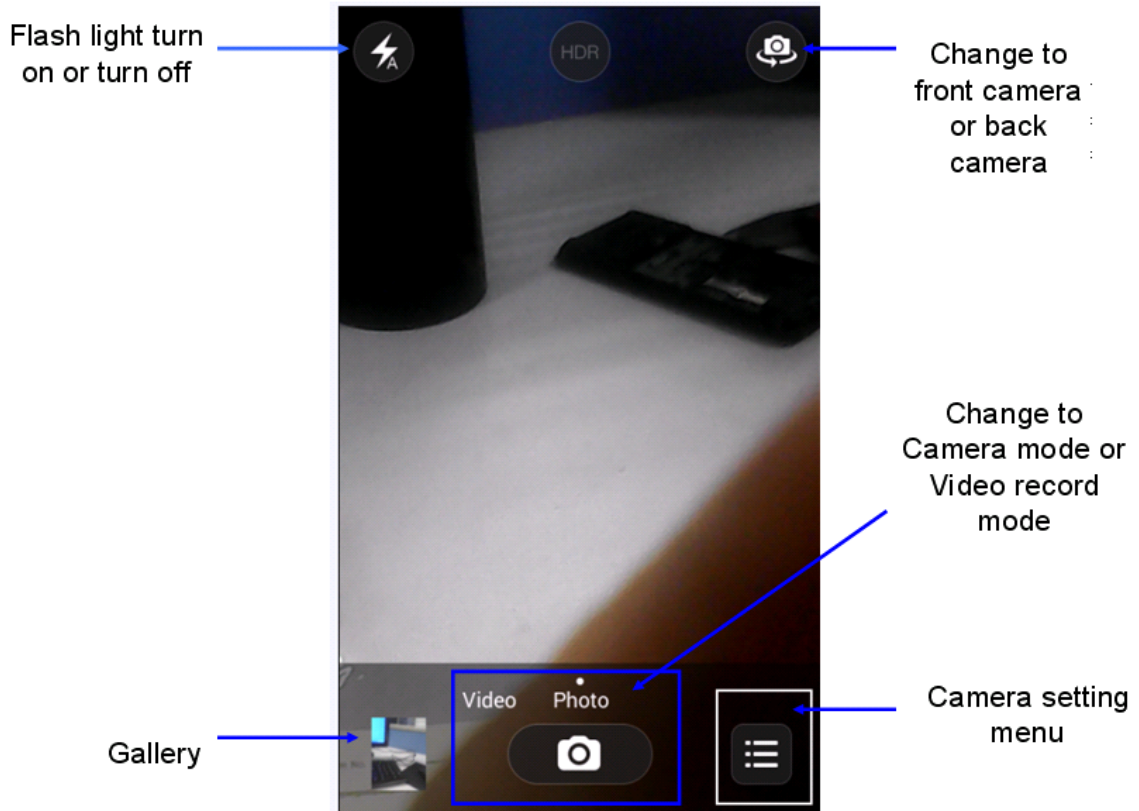 Flash light turn
on or turn off
A
HDR
Change to
front camera
or back
camera
Change to
Camera mode or
Video record
mode
Video
Photo
Camera setting
menu
Gallery